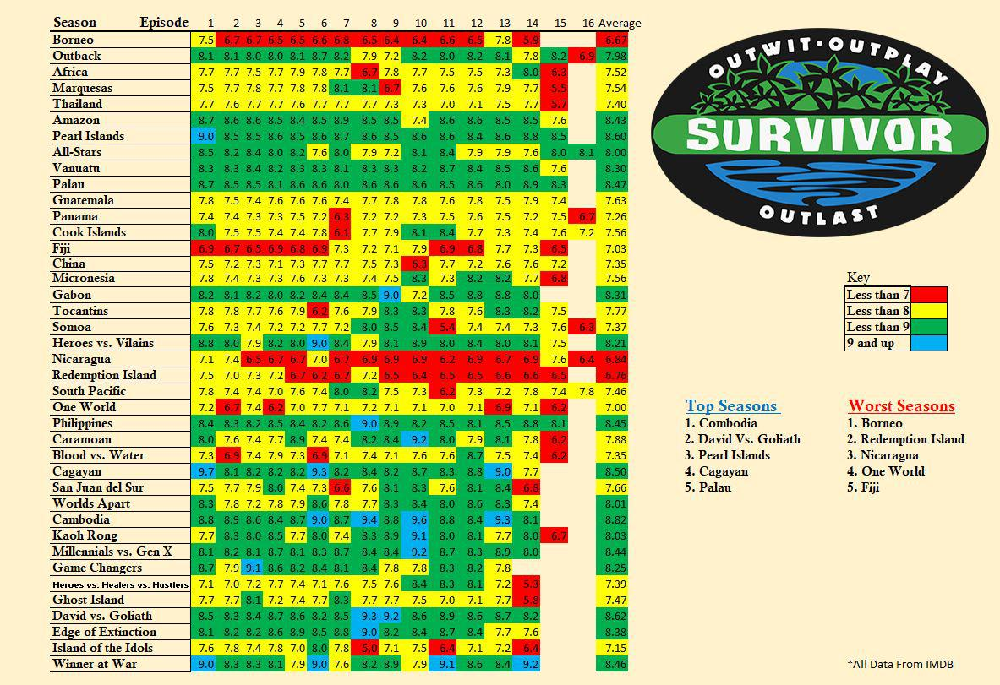 Season Episode 1 2 3 4 5 6 7 8 9 10 11 12 13 14 15 16 Average
Borneo 7.5 6.7 6.7 6.5 6.5 6.6 6.8 6.5 6.4 6.4 6.6 6.5 7.8 5.9 6.67
Outback 8.1 8.1 8.0 8.0 8.1 8.7 8.2 7.9 7.2 8.2 8.0 8.2 8.1 7.8 8.2 6.9 7.98
Africa 7.7 7.7 7.5 7.7 7.9 7.8 7.7 6.7 7.8 7.7 7.5 7.5 7.3 8.0 6.3 7.52
Marquesas 7.5 7.7 7.8 7.7 7.8 7.8 8.1 8.1 6.7 7.6 7.6 7.6 7.9 7.7 5.5 7.54
Thailand 7.7 7.6 7.7 7.7 7.6 7.7 7.7 7.7 7.3 7.3 7.0 7.1 7.5 7.7 5.7 7.40
Amazon 8.7 8.6 8.6 8.5 8.4 8.5 8.9 8.5 8.5 7.4 8.6 8.6 8.5 8.5 7.6 8.43
Pearl Islands 9.0 8.5 8.5 8.6 8.5 8.6 8.7 8.6 8.5 8.6 8.6 8.4 8.6 8.8 8.5 8.60
All-Stars 8.5 8.2 8.4 8.0 8.2 7.6 8.0 7.9 7.2 8.1 8.4 7.9 7.9 7.6 8.0 8.1 8.00
Vanuatu 8.3 8.3 8.4 8.2 8.3 8.3 8.1 8.3 8.3 8.2 8.7 8.4 8.5 8.6 7.6 8.30
Palau 8.7 8.5 8.5 8.1 8.6 8.6 8.0 8.6 8.6 8.6 8.5 8.6 8.0 8.9 8.3 8.47
Guatemala 7.8 7.5 7.4 7.6 7.6 7.6 7.4 7.7 7.8 7.8 7.6 7.8 7.5 7.9 7.4 7.63
Panama 7.4 7.4 7.3 7.3 7.5 7.2 6.3 7.2 7.2 7.3 7.5 7.6 7.5 7.2 7.5 6.7 7.26
Cook Islands 8.0 7.5 7.5 7.4 7.4 7.8 6.1 7.7 7.9 8.1 8.4 7.7 7.3 7.4 7.6 7.2 7.56
Fiji 6.9 6.7 6.5 6.9 6.8 6.9 7.3 7.2 7.1 7.9 6.9 6.8 7.7 7.3 6.5 7.03
China 7.5 7.2 7.3 7.1 7.3 7.7 7.7 7.5 7.3 6.3 7.7 7.2 7.6 7.6 7.2 7.35
Micronesia 7.8 7.4 7.3 7.3 7.6 7.3 7.3 7.4 7.5 8.3 7.3 8.2 8.2 7.7 6.8 7.56
Gabon 8.2 8.1 8.2 8.0 8.2 8.4 8.4 8.5 9.0 7.2 8.5 8.8 8.8 8.0 8.31
Tocantins 7.8 7.8 7.7 7.6 7.9 6.2 7.6 7.9 8.3 8.3 7.8 7.6 8.3 8.2 7.5 7.77
Somoa 7.6 7.3 7.4 7.2 7.2 7.7 7.2 8.0 8.5 8.4 5.4 7.4 7.4 7.3 7.6 6.3 7.37
Heroes vs. Vilains 8.8 8.0 7.9 8.2 8.0 9.0 8.4 7.9 8.1 8.9 8.0 8.4 8.0 8.1 7.5 8.21
Nicaragua 7.1 7.4 6.5 6.7 6.7 7.0 6.7 6.9 6.9 6.9 6.2 6.9 6.7 6.9 7.6 6.4 6.84
Redemption Island 7.5 7.0 7.3 7.2 6.7 6.2 6.7 7.2 6.5 6.4 6.5 6.5 6.6 6.6 6.5 6.76
South Pacific 7.8 7.4 7.4 7.0 7.6 7.4 8.0 8.2 7.5 7.3 6.2 7.3 7.2 7.8 7.4 7.8 7.46
One World 7.2 6.7 7.4 6.2 7.0 7.7 7.1 7.2 7.1 7.1 7.0 7.1 6.9 7.1 6.2 7.00
Philippines 8.4 8.3 8.2 8.5 8.4 8.2 8.6 9.0 8.9 8.2 8.5 8.1 8.5 8.8 8.1 8.45
Caramoan 8.0 7.6 7.4 7.7 8.9 7.4 7.4 8.2 8.4 9.2 8.0 7.9 8.1 7.8 6.2 7.88
Blood vs. Water 7.3 6.9 7.4 7.9 7.3 6.9 7.1 7.4 7.1 7.6 7.6 8.7 7.5 7.4 6.2 7.35
Cagayan 9.7 8.1 8.2 8.2 8.2 9.3 8.2 8.4 8.2 8.7 8.3 8.8 9.0 7.7 8.50
San Juan del Sur 7.5 7.7 7.9 8.0 7.4 7.3 6.6 7.6 8.1 8.3 7.6 8.1 8.4 6.8 7.66
Worlds Apart 8.3 7.8 7.2 7.8 7.9 8.6 7.8 7.7 8.3 8.4 8.0 8.6 8.3 7.4 8.01
Cambodia 8.8 8.9 8.6 8.4 8.7 9.0 8.7 9.4 8.8 9.6 8.8 8.4 9.3 8.1 8.82
Kaoh Rong 7.7 8.3 8.0 8.5 7.7 8.0 7.4 8.3 8.9 9.1 8.0 8.1 7.7 8.0 6.7 8.03
Millennials vs. Gen X 8.1 8.2 8.1 8.7 8.1 8.3 8.7 8.4 8.4 9.2 8.7 8.3 8.9 8.0 8.44
Game Changers 8.7 7.9 9.1 8.6 8.2 8.4 8.1 8.4 7.8 7.8 8.3 8.2 7.8 8.25
Heroes vs. Healers vs. Hustlers 7.1 7.0 7.2 7.7 7.4 7.1 7.6 7.5 7.6 8.4 8.3 8.1 7.2 5.3 7.39
Ghost Island 7.7 7.7 8.1 7.2 7.4 7.7 8.3 7.7 7.7 7.5 7.0 7.1 7.7 5.8 7.47
David vs. Goliath 8.5 8.3 8.4 8.7 8.6 8.2 8.5 9.3 9.2 8.6 8.9 8.6 8.7 8.2 8.62
Edge of Extinction 8.1 8.2 8.2 8.6 8.9 8.5 8.8 9.0 8.2 8.4 8.7 8.4 7.7 7.6 8.38
Island of the Idols 7.6 7.8 7.4 7.8 7.0 8.0 7.8 5.0 7.1 7.5 6.4 7.1 7.2 6.4 7.15
Winner at War 9.0 8.3 8.3 8.1 7.9 9.0 7.6 8.2 8.9 7.9 9.1 8.6 8.4 9.2 8.46
OUTWIT·OUTPLAY
SURVIVOR
OUTLAST
Key
Less than 7
Less than 8
Less than 9
9 and up
Top Seasons
1. Combodia
2. David Vs. Goliath
3. Pearl Islands
4. Cagayan
5. Palau
Worst Seasons
1. Borneo
2. Redemption Island
3. Nicaragua
4. One World
5. Fiji
*All Data From IMDB